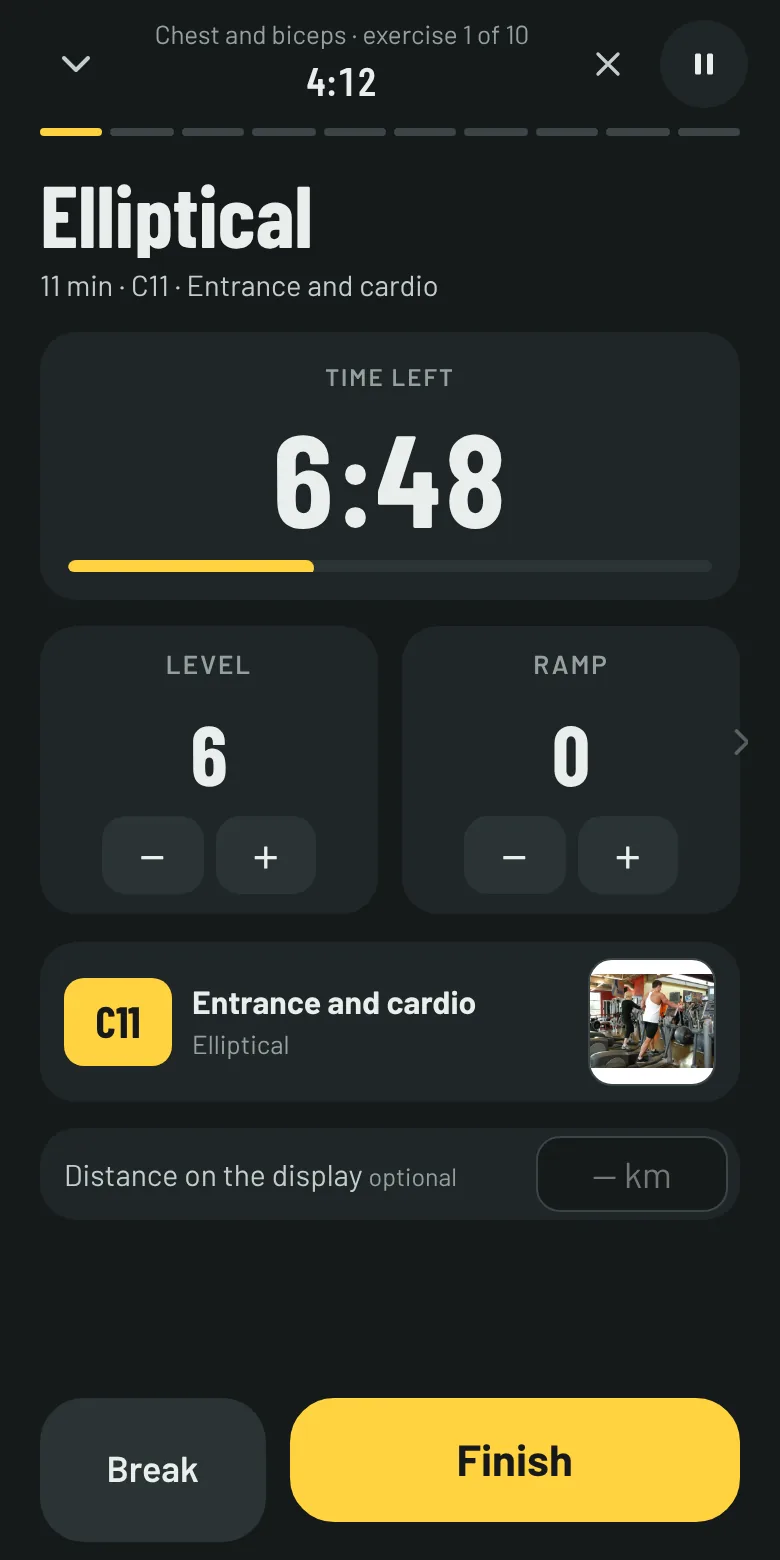 Chest and biceps · exercise 1 of 10
4:12
Elliptical
11 min · C11 · Entrance and cardio
TIME LEFT
6:48
LEVEL
RAMP
6
0
− +
− +
C11
Entrance and cardio
Elliptical
Distance on the display optional
– km
Break
Finish